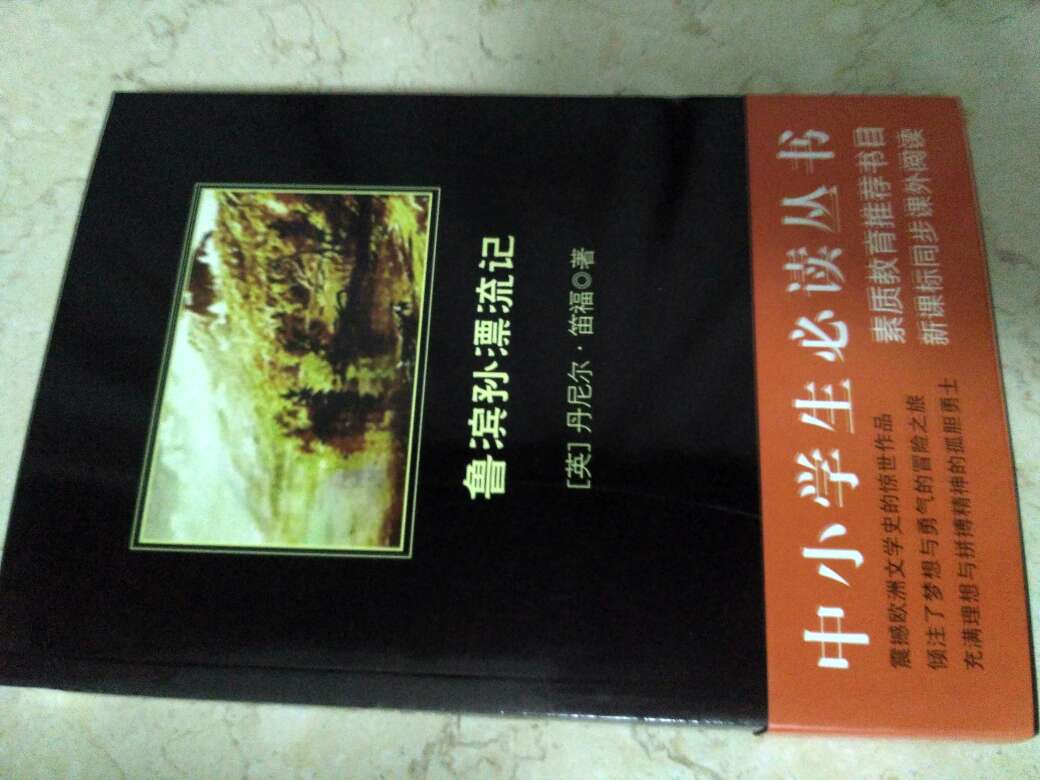 鲁滨孙漂流记
[英]丹尼尔·笛福◎著
中小学生必读丛书
素质教育推荐书目
新课标同步课外阅读
震撼欧洲文学史的惊世作品
倾注了梦想与勇气的冒险之旅
充满理想与拼搏精神的孤胆勇士